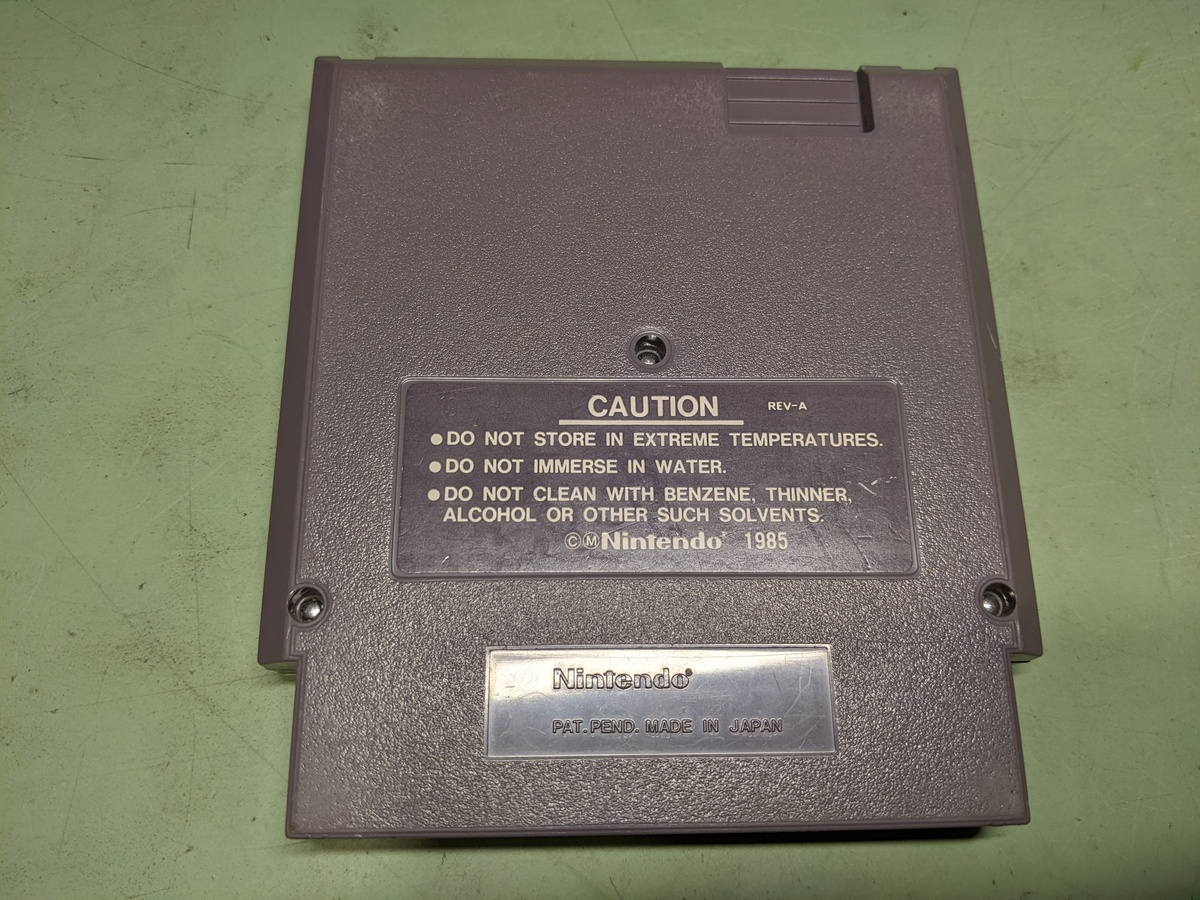 CAUTION REV-A
●DO NOT STORE IN EXTREME TEMPERATURES.
●DO NOT IMMERSE IN WATER.
●DO NOT CLEAN WITH BENZENE, THINNER,
ALCOHOL OR OTHER SUCH SOLVENTS.
©ⓂNintendo® 1985
Nintendo®
PAT. PEND. MADE IN JAPAN